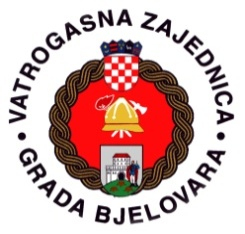 • VATROGASNA ZAJEDNICA •
GRADA BJELOVARA